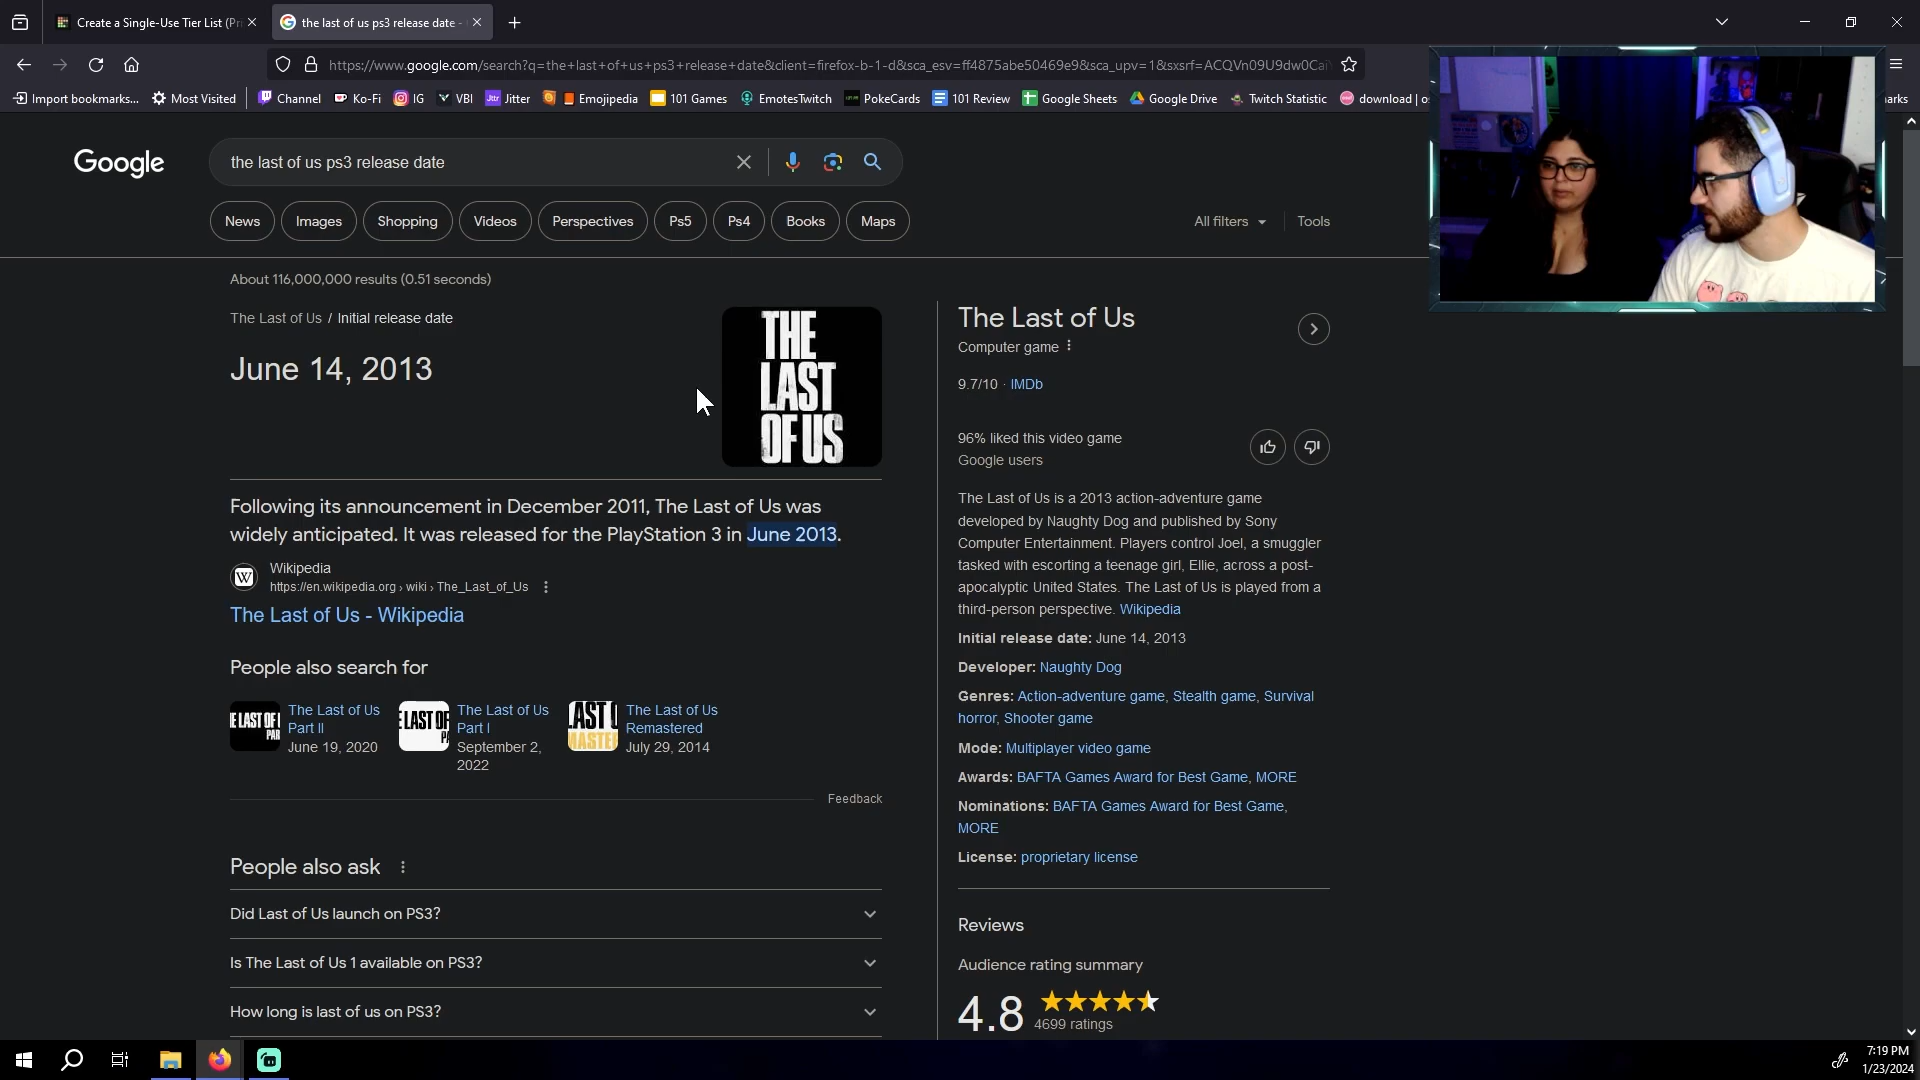 Create a Single-Use Tier List (Pri
the last of us ps3 release date -
https://www.google.com/search?q=the+last+of+us+ps3+release+date&client=firefox-b-1-d&sca_esv=ff4875abe50469e9&sca_upv=1&sxsrf=ACQVn09U9dw0Cai
Import bookmarks...
Most Visited
Channel
Ko-Fi
IG
VBI
Jitter
Emojipedia
101 Games
EmotesTwitch
PokeCards
101 Review
Google Sheets
Google Drive
Twitch Statistic
download | os
arks
Google
the last of us ps3 release date
News
Images
Shopping
Videos
Perspectives
Ps5
Ps4
Books
Maps
All filters
Tools
About 116,000,000 results (0.51 seconds)
The Last of Us / Initial release date
June 14, 2013
THE
LAST
OF US
Following its announcement in December 2011, The Last of Us was
widely anticipated. It was released for the PlayStation 3 in June 2013.
W
Wikipedia
https://en.wikipedia.org › wiki › The_Last_of_Us
The Last of Us - Wikipedia
People also search for
The Last of Us
Part II
June 19, 2020
The Last of Us
Part I
September 2,
2022
The Last of Us
Remastered
July 29, 2014
Feedback
People also ask
Did Last of Us launch on PS3?
Is The Last of Us 1 available on PS3?
How long is last of us on PS3?
The Last of Us
Computer game
9.7/10 · IMDb
96% liked this video game
Google users
The Last of Us is a 2013 action-adventure game
developed by Naughty Dog and published by Sony
Computer Entertainment. Players control Joel, a smuggler
tasked with escorting a teenage girl, Ellie, across a post-
apocalyptic United States. The Last of Us is played from a
third-person perspective. Wikipedia
Initial release date: June 14, 2013
Developer: Naughty Dog
Genres: Action-adventure game, Stealth game, Survival
horror, Shooter game
Mode: Multiplayer video game
Awards: BAFTA Games Award for Best Game, MORE
Nominations: BAFTA Games Award for Best Game,
MORE
License: proprietary license
Reviews
Audience rating summary
4.8
4699 ratings
7:19 PM
1/23/2024